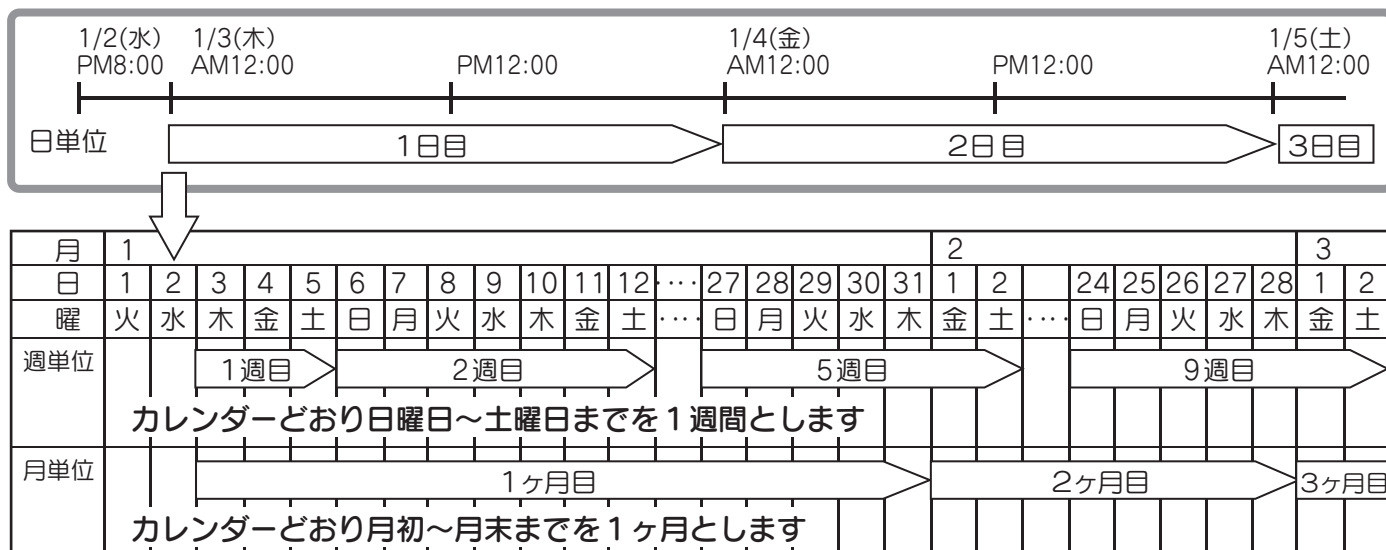 1/2(水) 1/3(木) 1/4(金) 1/5(土)
PM8:00 AM12:00 PM12:00 AM12:00 PM12:00 AM12:00
日単位 1日目 2日目 3日目
月 1 2 3
日 1 2 3 4 5 6 7 8 9 10 11 12 ‥‥ 27 28 29 30 31 1 2 24 25 26 27 28 1 2
曜 火 水 木 金 土 日 月 火 水 木 金 土 ‥‥ 日 月 火 水 木 金 土 ‥‥ 日 月 火 水 木 金 土
週単位 1週目 2週目 5週目 9週目
カレンダーどおり日曜日~土曜日までを1週間とします
月単位 1ヶ月目 2ヶ月目 3ヶ月目
カレンダーどおり月初~月末までを1ヶ月とします